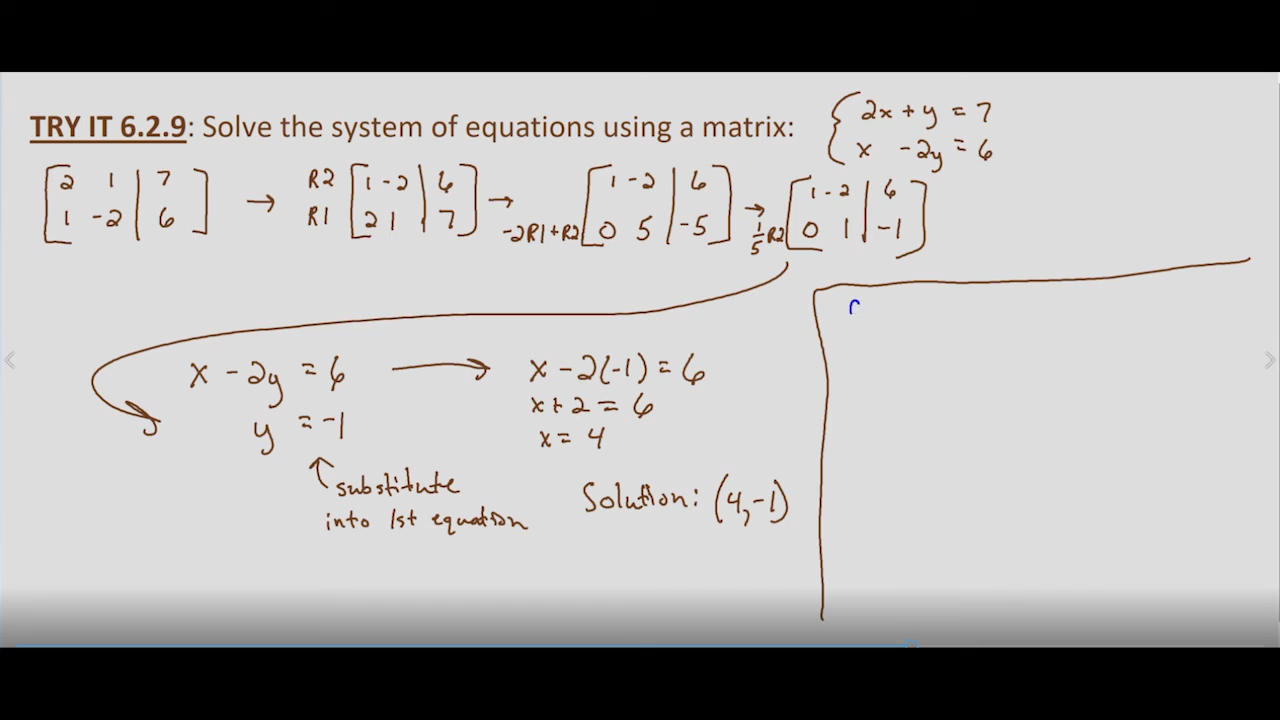 TRY IT 6.2.9: Solve the system of equations using a matrix:
{ 2x + y = 7
x - 2y = 6
[ 2 1 | 7 ]
[ 1 -2 | 6 ]
→
R2 [ 1 -2 | 6 ]
R1 [ 2 1 | 7 ]
→
-2R1+R2
[ 1 -2 | 6 ]
[ 0 5 | -5 ]
→
1/5 R2
[ 1 -2 | 6 ]
[ 0 1 | -1 ]
x - 2y = 6
y = -1
↑ substitute
into 1st equation
→
x - 2(-1) = 6
x + 2 = 6
x = 4
Solution: (4, -1)